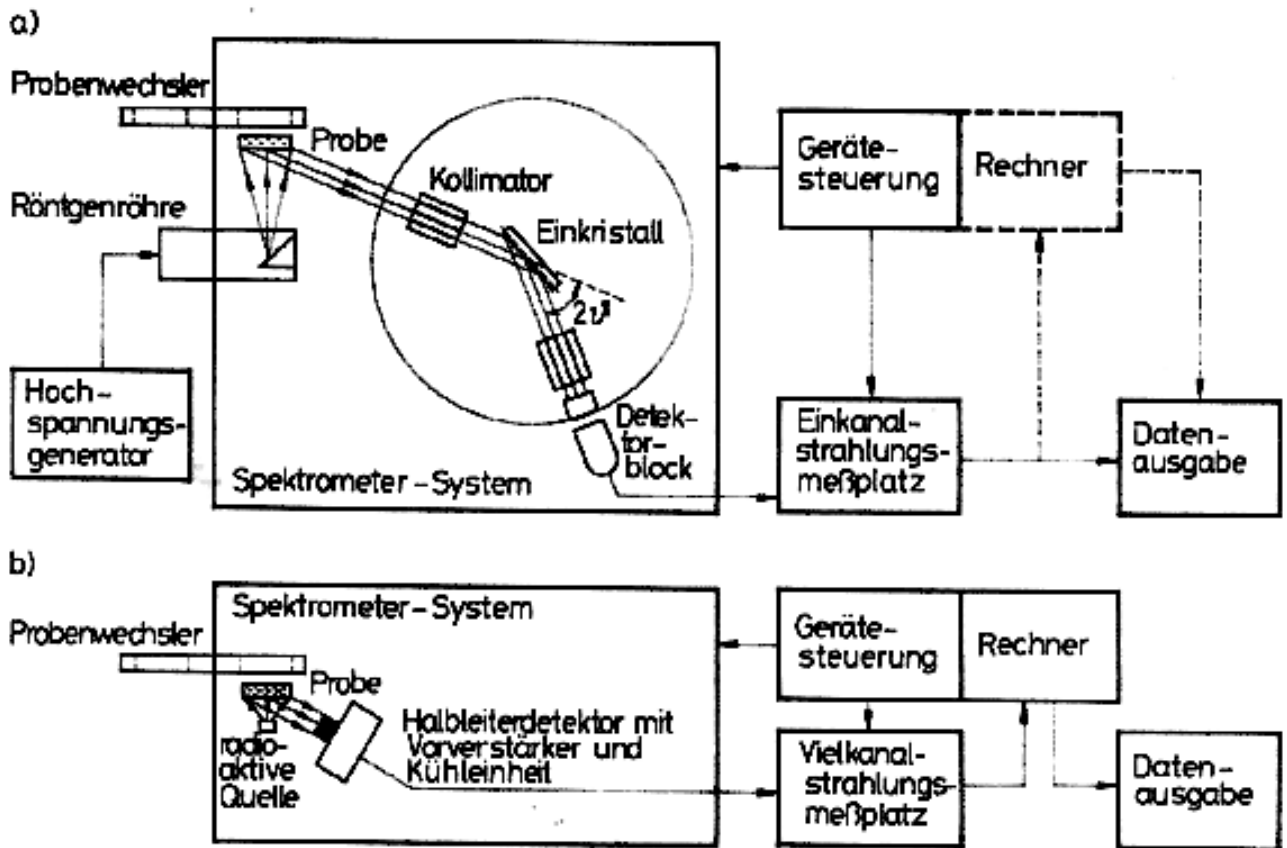 a)
Probenwechsler
Probe
Kollimator
Röntgenröhre
Einkristall
2ϑ
Hoch-
spannungs-
generator
Detek-
tor-
block
Spektrometer-System
Geräte-
steuerung
Rechner
Einkanal-
strahlungs-
meßplatz
Daten-
ausgabe
b)
Spektrometer-System
Probenwechsler
Probe
radio-
aktive
Quelle
Halbleiterdetektor mit
Vorverstärker und
Kühleinheit
Geräte-
steuerung
Rechner
Vielkanal-
strahlungs-
meßplatz
Daten-
ausgabe